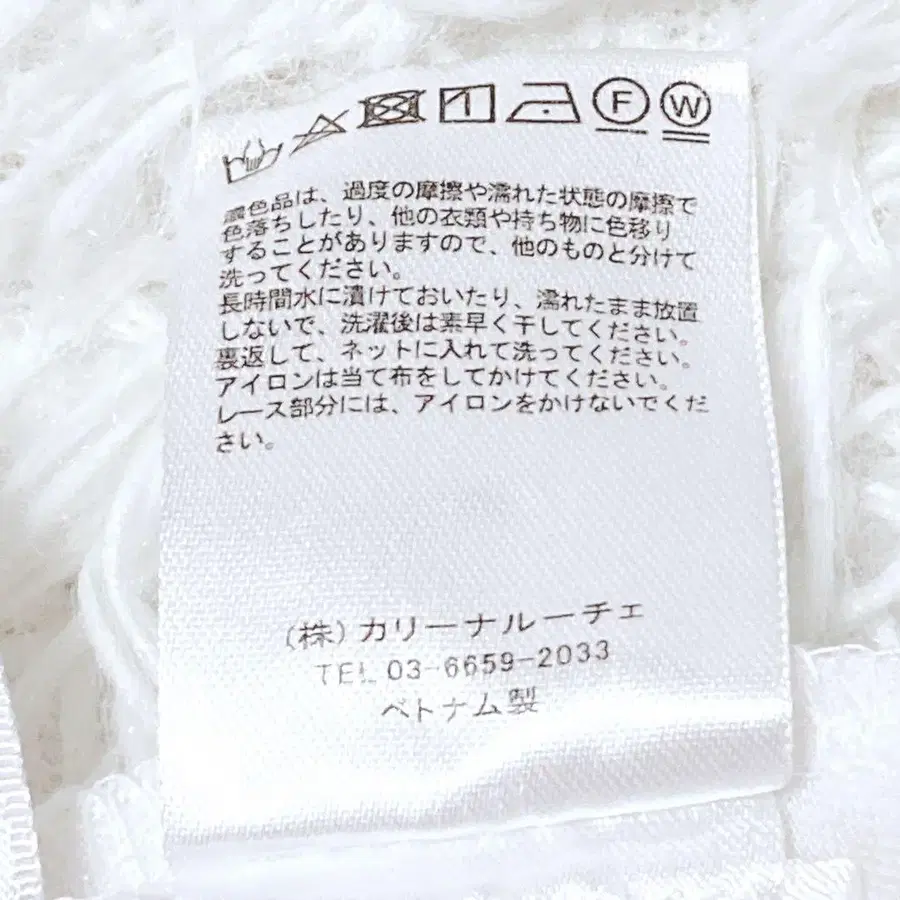 F W
濃色品は、過度の摩擦や濡れた状態の摩擦で
色落ちしたり、他の衣類や持ち物に色移り
することがありますので、他のものと分けて
洗ってください。
長時間水に漬けておいたり、濡れたまま放置
しないで、洗濯後は素早く干してください。
裏返して、ネットに入れて洗ってください。
アイロンは当て布をしてかけてください。
レース部分には、アイロンをかけないでくだ
さい。
(株)カリーナルーチェ
TEL 03-6659-2033
ベトナム製